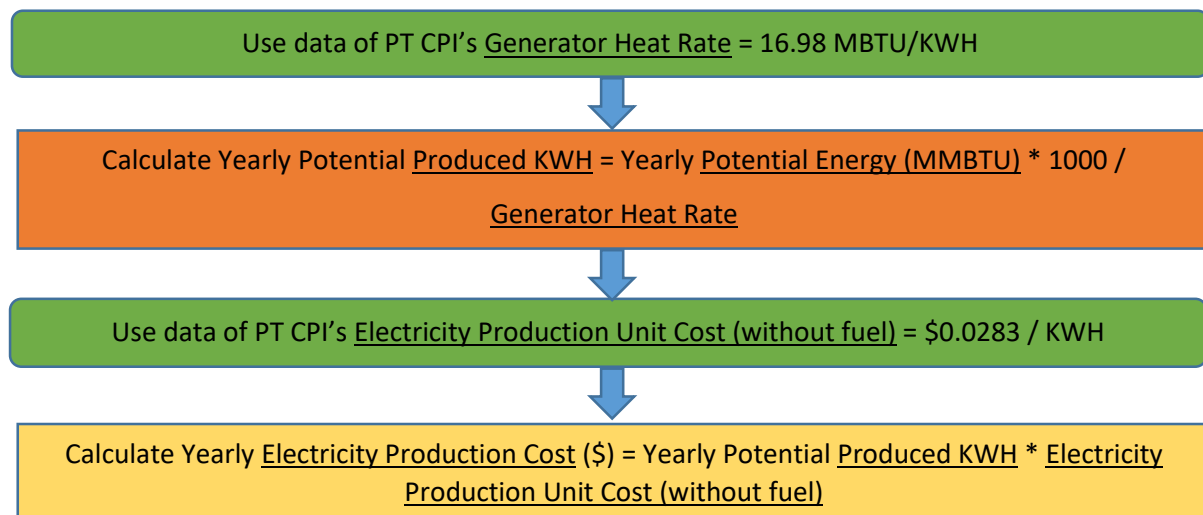 Use data of PT CPI’s Generator Heat Rate = 16.98 MBTU/KWH
Calculate Yearly Potential Produced KWH = Yearly Potential Energy (MMBTU) * 1000 /
Generator Heat Rate
Use data of PT CPI’s Electricity Production Unit Cost (without fuel) = $0.0283 / KWH
Calculate Yearly Electricity Production Cost ($) = Yearly Potential Produced KWH * Electricity
Production Unit Cost (without fuel)